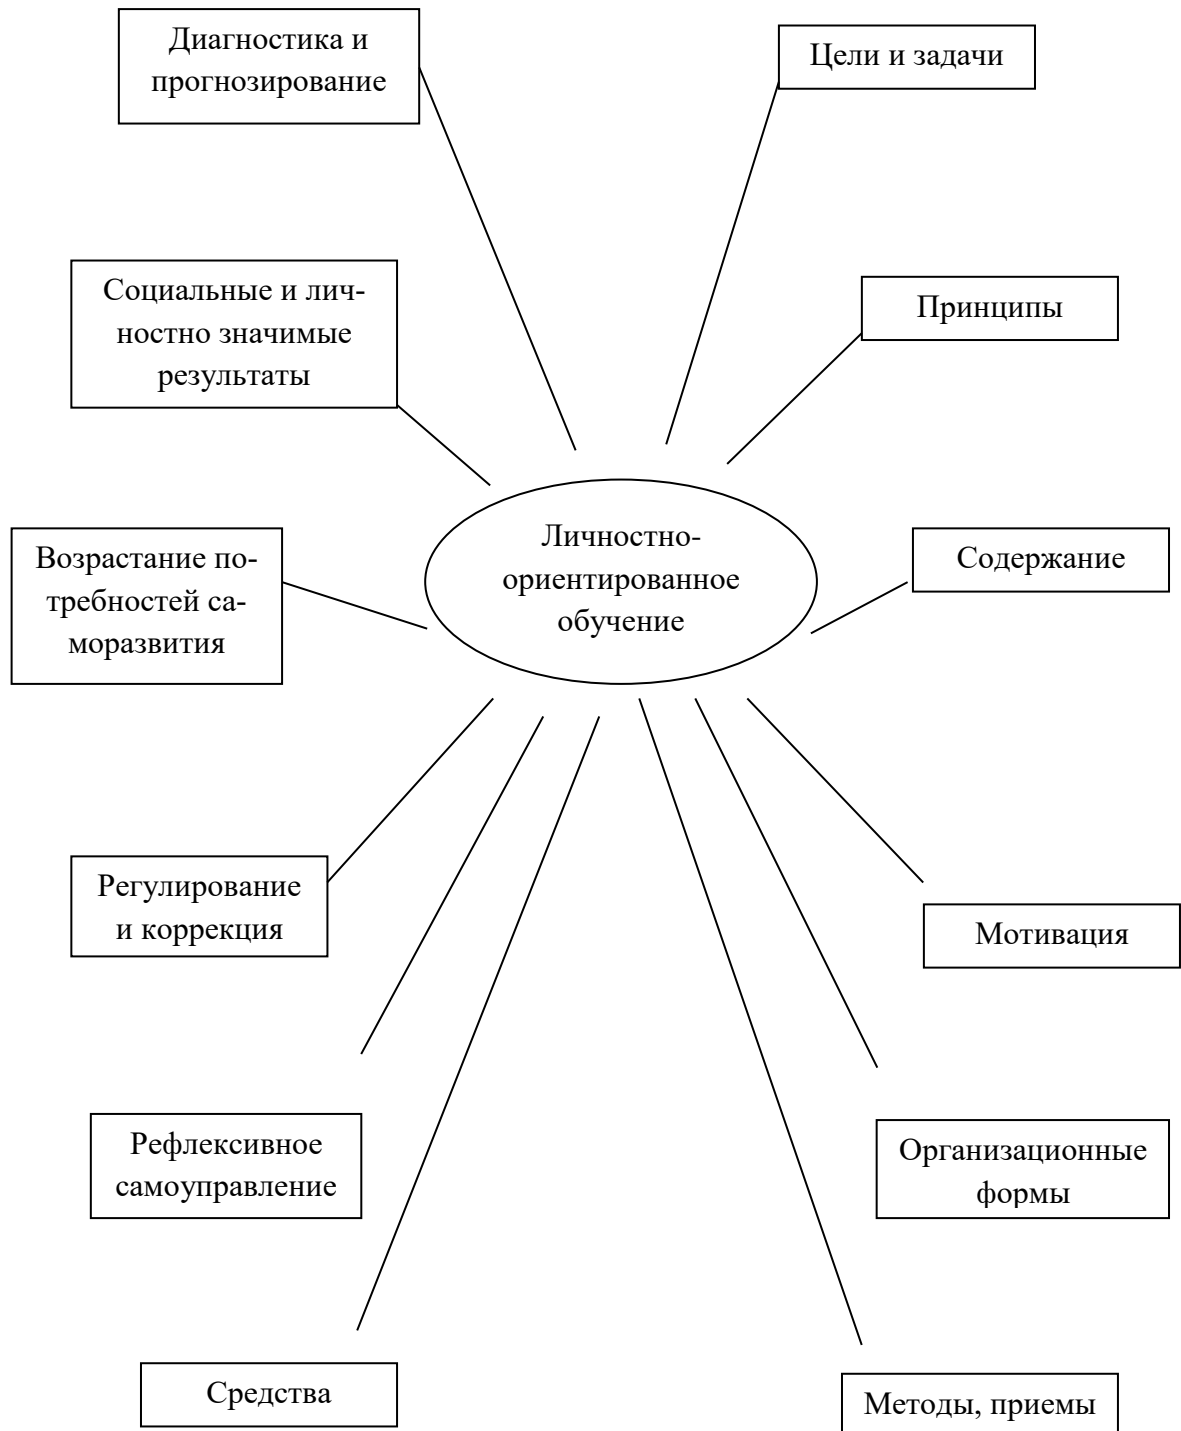 Диагностика и
прогнозирование
Цели и задачи
Социальные и лич-
ностно значимые
результаты
Принципы
Личностно-
ориентированное
обучение
Возрастание по-
требностей са-
моразвития
Содержание
Регулирование
и коррекция
Мотивация
Рефлексивное
самоуправление
Организационные
формы
Средства
Методы, приемы